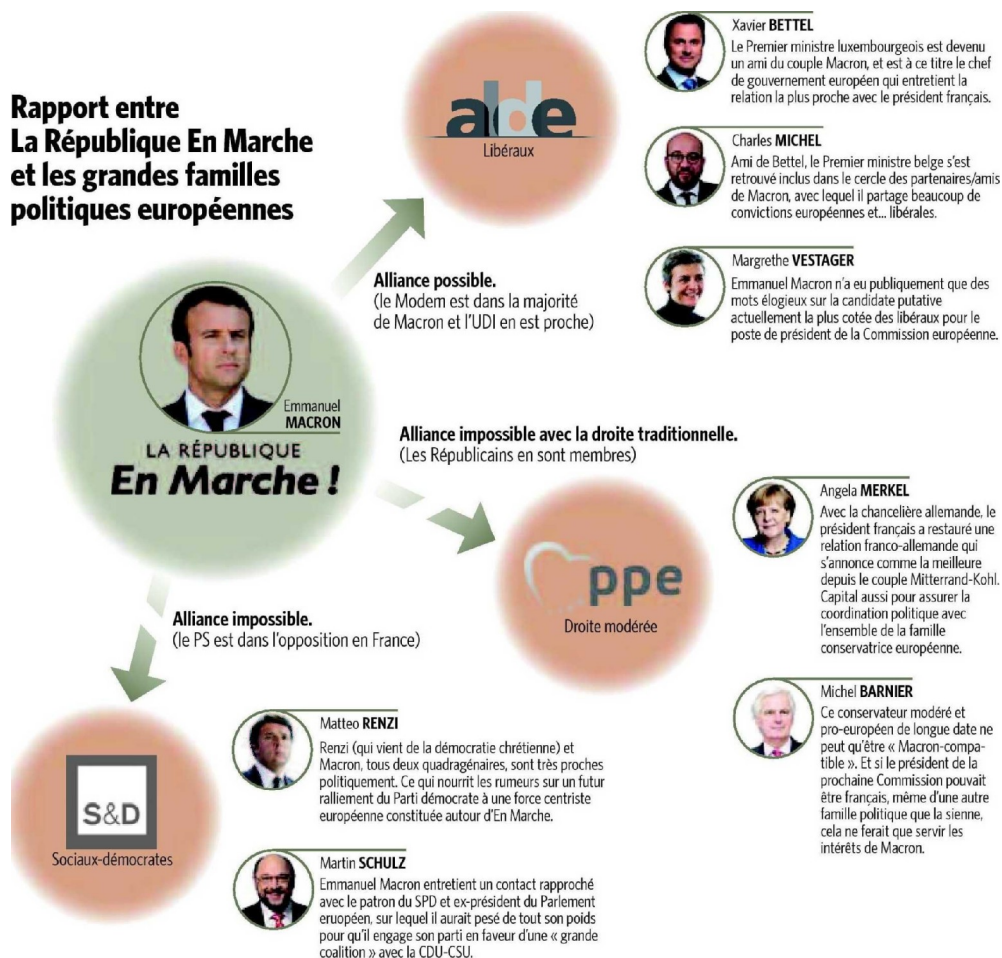 Rapport entre
La République En Marche
et les grandes familles
politiques européennes
alde
Libéraux
Xavier BETTEL
Le Premier ministre luxembourgeois est devenu
un ami du couple Macron, et est à ce titre le chef
de gouvernement européen qui entretient la
relation la plus proche avec le président français.
Charles MICHEL
Ami de Bettel, le Premier ministre belge s'est
retrouvé inclus dans le cercle des partenaires/amis
de Macron, avec lequel il partage beaucoup de
convictions européennes et... libérales.
Margrethe VESTAGER
Emmanuel Macron n'a eu publiquement que des
mots élogieux sur la candidate putative
actuellement la plus cotée des libéraux pour le
poste de président de la Commission européenne.
Alliance possible.
(le Modem est dans la majorité
de Macron et l'UDI en est proche)
Emmanuel
MACRON
LA RÉPUBLIQUE
En Marche !
Alliance impossible avec la droite traditionnelle.
(Les Républicains en sont membres)
ppe
Droite modérée
Angela MERKEL
Avec la chancelière allemande, le
président français a restauré une
relation franco-allemande qui
s'annonce comme la meilleure
depuis le couple Mitterrand-Kohl.
Capital aussi pour assurer la
coordination politique avec
l'ensemble de la famille
conservatrice européenne.
Michel BARNIER
Ce conservateur modéré et
pro-européen de longue date ne
peut qu'être « Macron-compa-
tible ». Et si le président de la
prochaine Commission pouvait
être français, même d'une autre
famille politique que la sienne,
cela ne ferait que servir les
intérêts de Macron.
Alliance impossible.
(le PS est dans l'opposition en France)
S&D
Sociaux-démocrates
Matteo RENZI
Renzi (qui vient de la démocratie chrétienne) et
Macron, tous deux quadragénaires, sont très proches
politiquement. Ce qui nourrit les rumeurs sur un futur
ralliement du Parti démocrate à une force centriste
européenne constituée autour d'En Marche.
Martin SCHULZ
Emmanuel Macron entretient un contact rapproché
avec le patron du SPD et ex-président du Parlement
eruopéen, sur lequel il aurait pesé de tout son poids
pour qu'il engage son parti en faveur d'une « grande
coalition » avec la CDU-CSU.